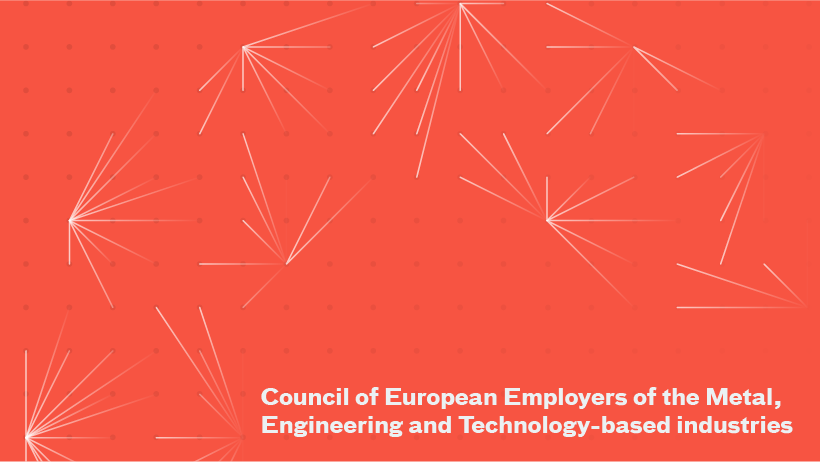 Council of European Employers of the Metal,
Engineering and Technology-based industries